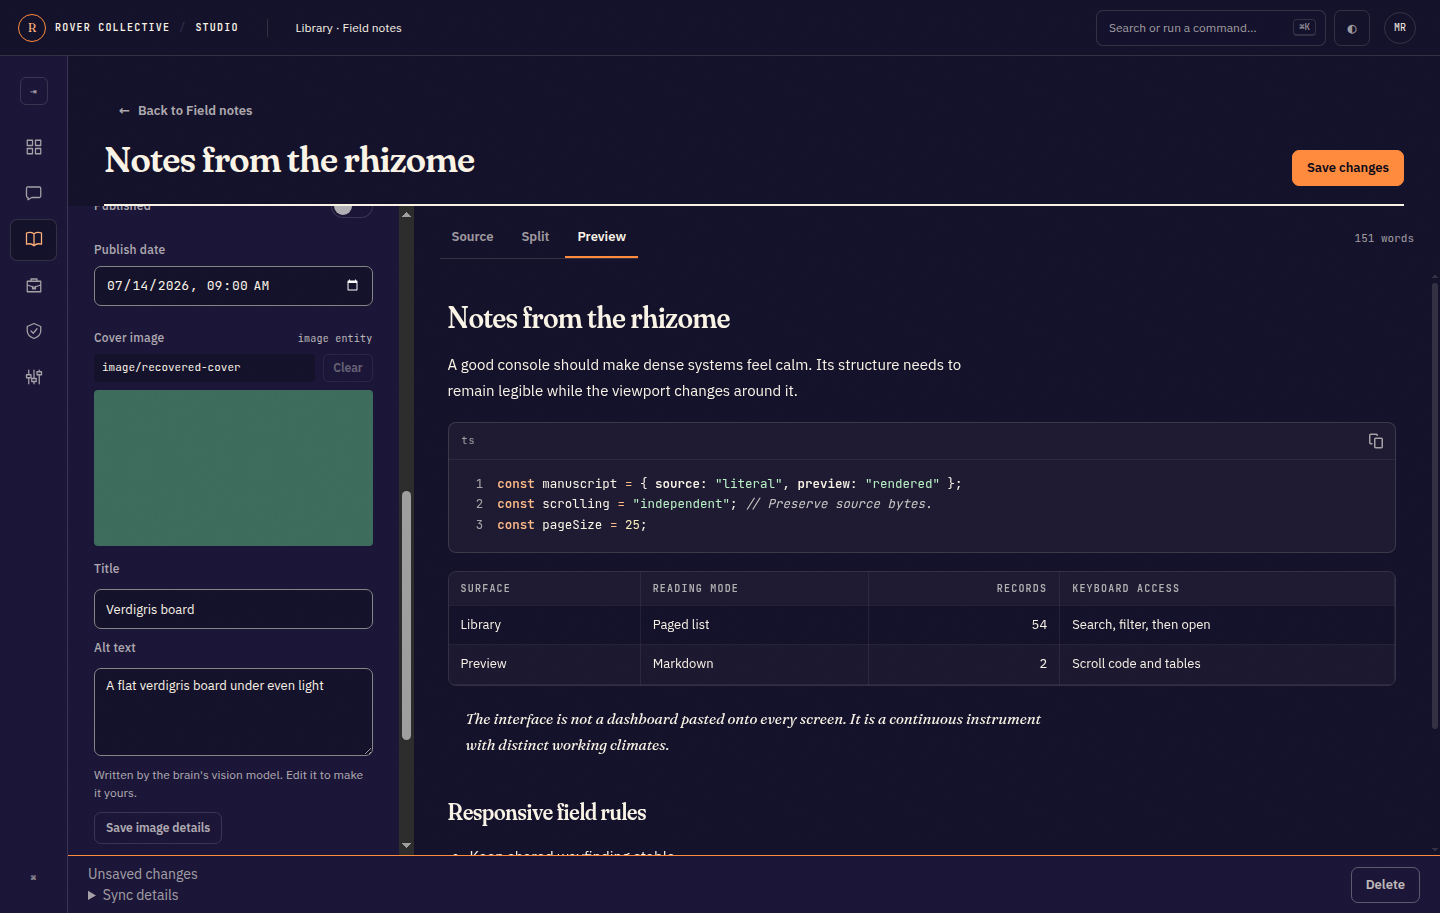 R ROVER COLLECTIVE / STUDIO
Library · Field notes
Search or run a command... ⌘K
MR
← Back to Field notes
Notes from the rhizome
Save changes
Published
Publish date
07/14/2026, 09:00 AM
Cover image
image entity
image/recovered-cover
Clear
Title
Verdigris board
Alt text
A flat verdigris board under even light
Written by the brain's vision model. Edit it to make
it yours.
Save image details
Source Split Preview
151 words
Notes from the rhizome
A good console should make dense systems feel calm. Its structure needs to
remain legible while the viewport changes around it.
ts
1 const manuscript = { source: "literal", preview: "rendered" };
2 const scrolling = "independent"; // Preserve source bytes.
3 const pageSize = 25;
SURFACE READING MODE RECORDS KEYBOARD ACCESS
Library Paged list 54 Search, filter, then open
Preview Markdown 2 Scroll code and tables
The interface is not a dashboard pasted onto every screen. It is a continuous instrument
with distinct working climates.
Responsive field rules
Keep shared wayfinding stable
⌘
Unsaved changes
▶ Sync details
Delete